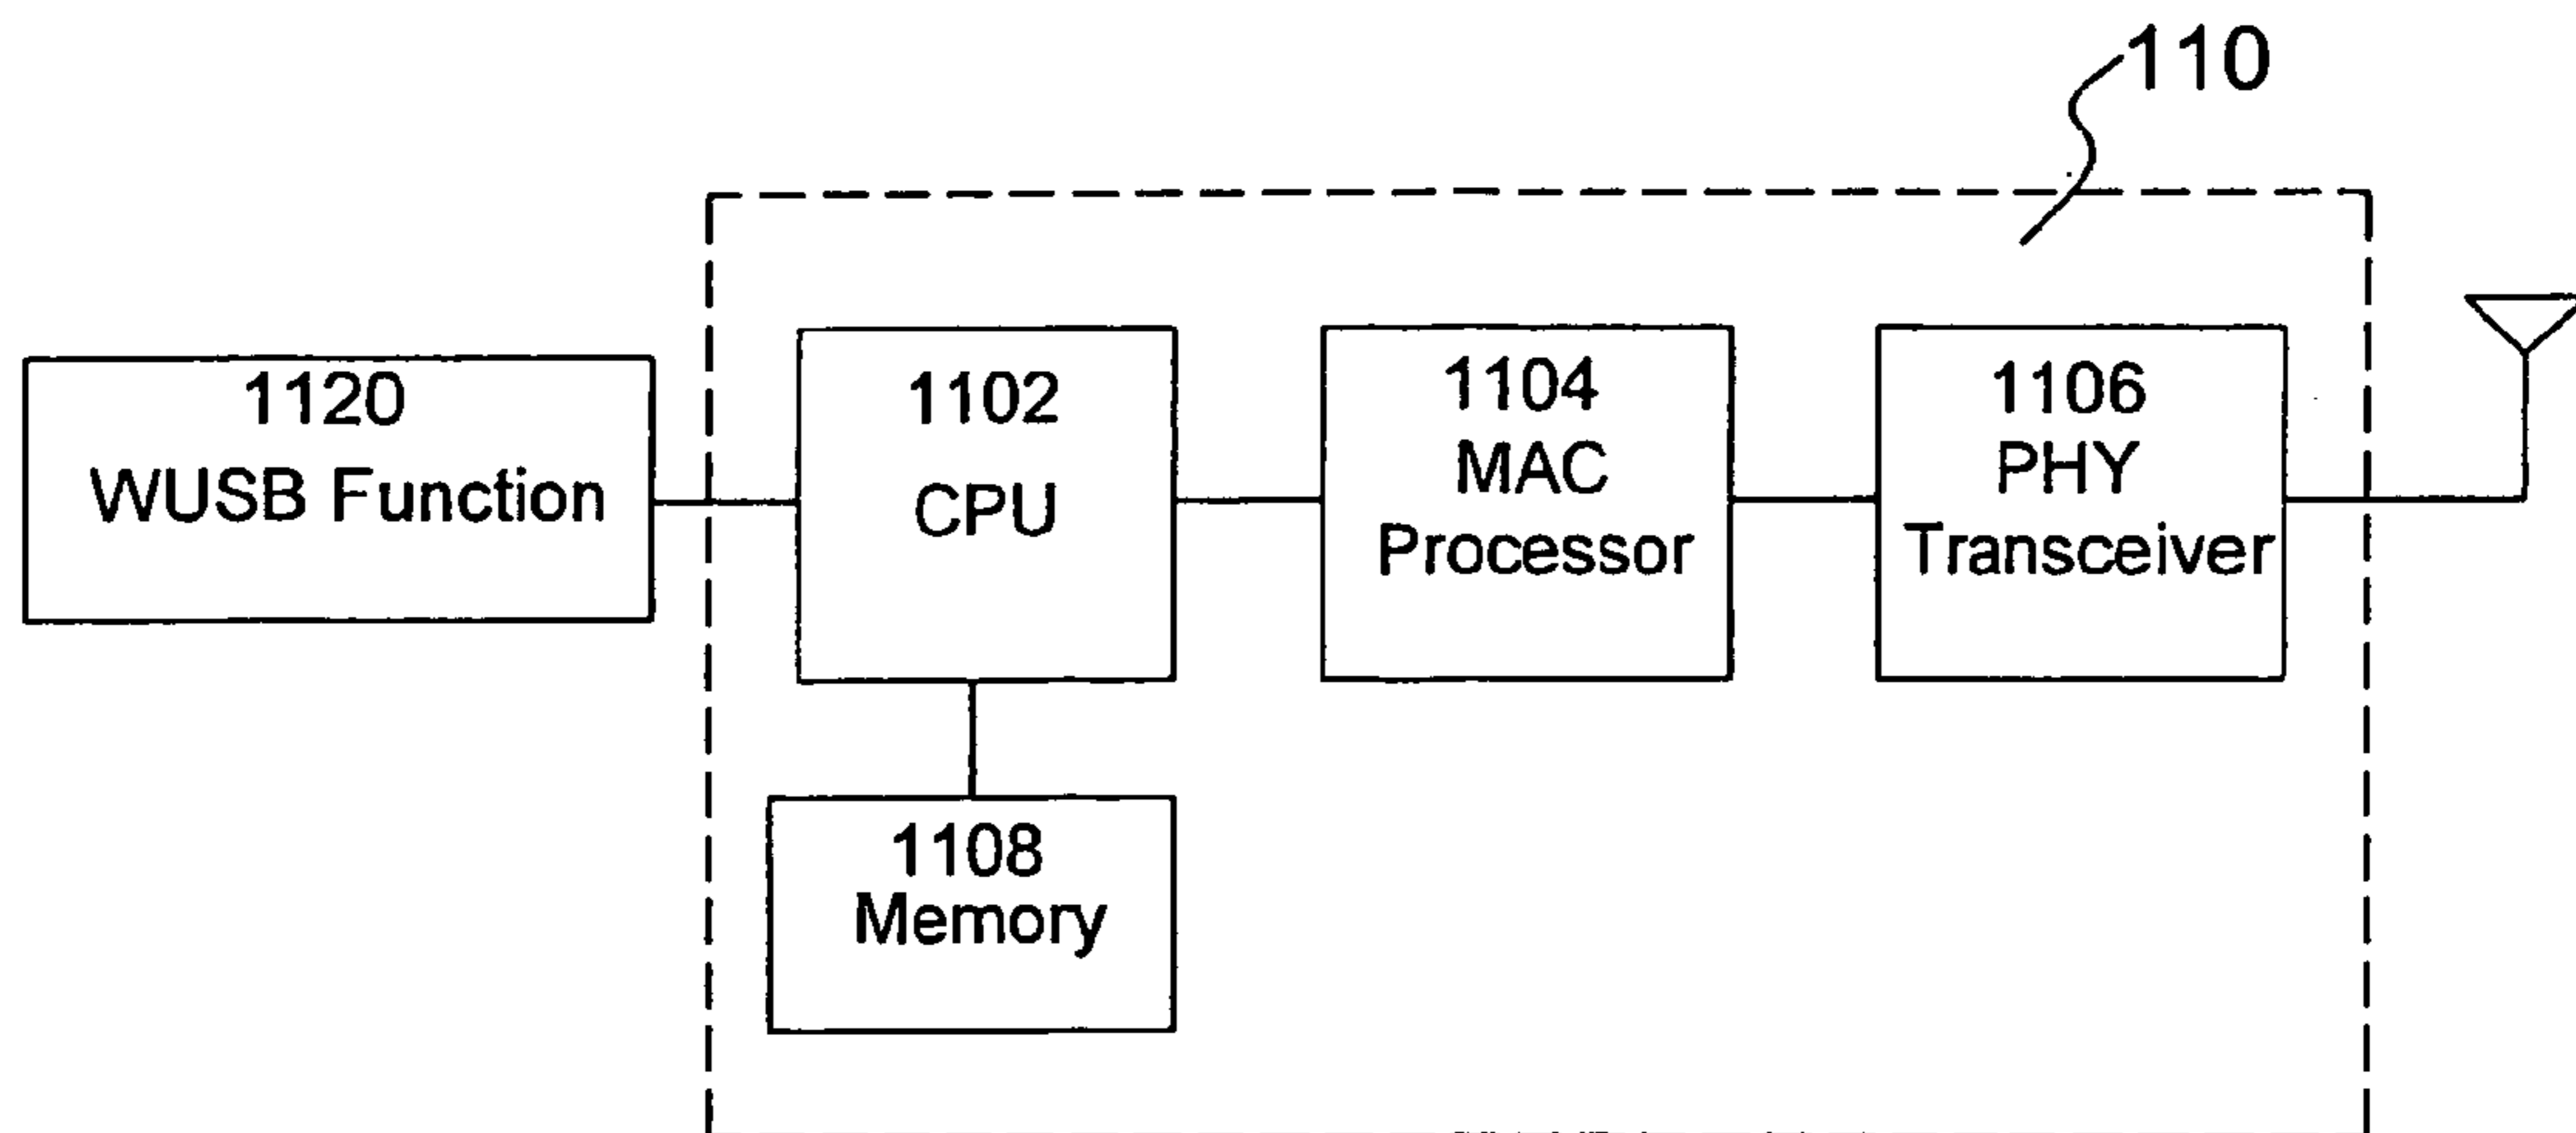 110
1120
WUSB Function
1102
CPU
1104
MAC
Processor
1106
PHY
Transceiver
1108
Memory